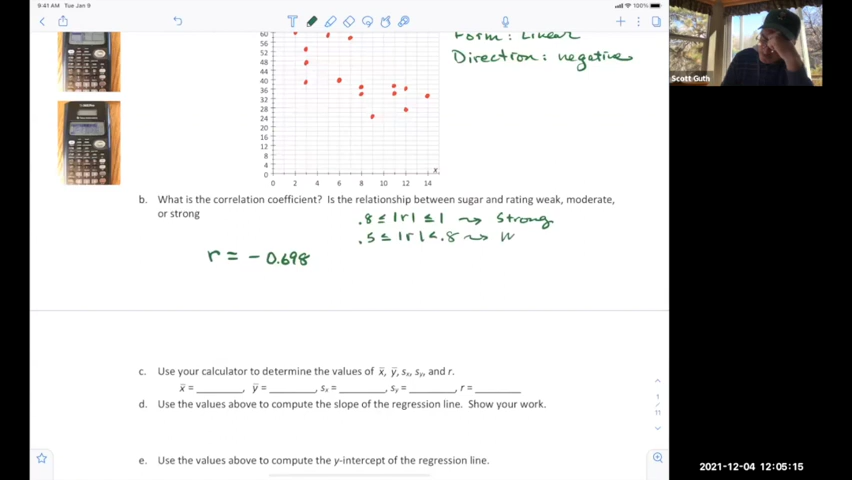 9:41 AM Tue Jan 9
100%
60
56
52
48
44
40
36
32
28
24
20
16
12
8
4
0
0 2 4 6 8 10 12 14
x
Form: Linear
Direction: negative
Scott Guth
b. What is the correlation coefficient? Is the relationship between sugar and rating weak, moderate,
or strong
.8 ≤ |r| ≤ 1 ⇝ Strong
.5 ≤ |r| < .8 ⇝ W
r = - 0.698
c. Use your calculator to determine the values of x̄, ȳ, sx, sy, and r.
x̄ = ________, ȳ = ________, sx = ________, sy = ________, r = ________
d. Use the values above to compute the slope of the regression line. Show your work.
1
/
11
e. Use the values above to compute the y-intercept of the regression line.
2021-12-04 12:05:15